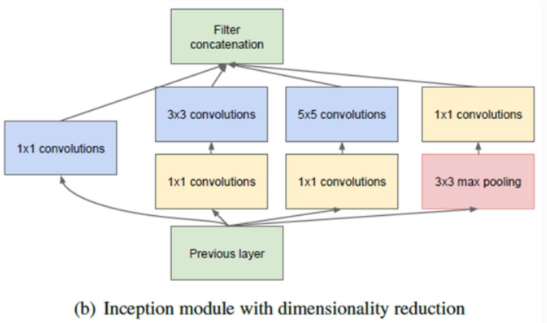 Filter
concatenation
3x3 convolutions
5x5 convolutions
1x1 convolutions
1x1 convolutions
1x1 convolutions
1x1 convolutions
3x3 max pooling
Previous layer
(b) Inception module with dimensionality reduction